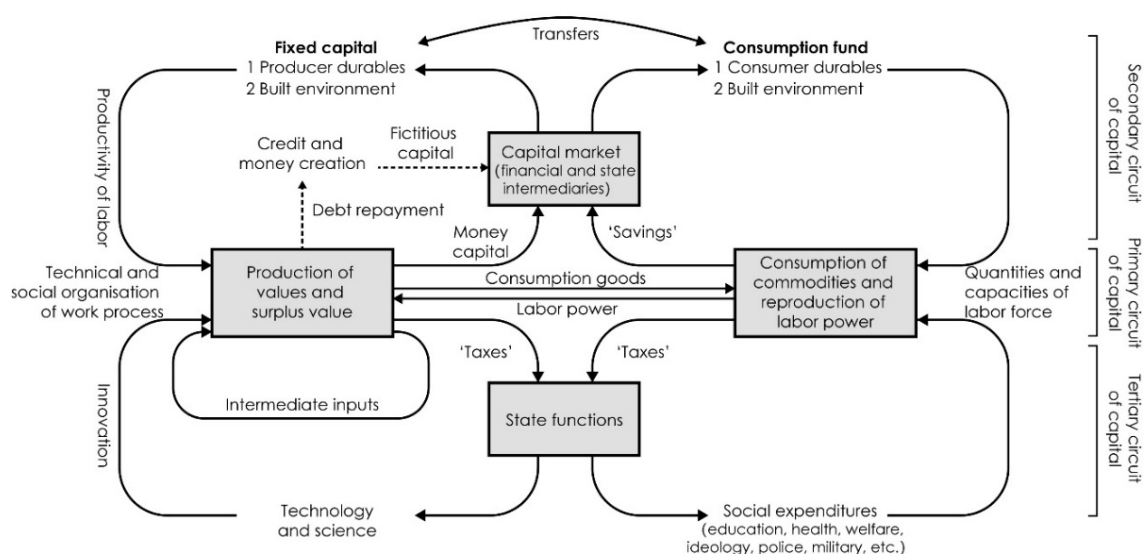 Transfers
Fixed capital
1 Producer durables
2 Built environment
Consumption fund
1 Consumer durables
2 Built environment
Productivity of labor
Credit and
money creation
Fictitious
capital
Capital market
(financial and state
intermediaries)
Debt repayment
Money
capital
‘Savings’
Technical and
social organisation
of work process
Production of
values and
surplus value
Consumption goods
Labor power
Consumption of
commodities and
reproduction of
labor power
Quantities and
capacities of
labor force
‘Taxes’
‘Taxes’
Intermediate inputs
Innovation
State functions
Technology
and science
Social expenditures
(education, health, welfare,
ideology, police, military, etc.)
Secondary circuit
of capital
Primary circuit
of capital
Tertiary circuit
of capital